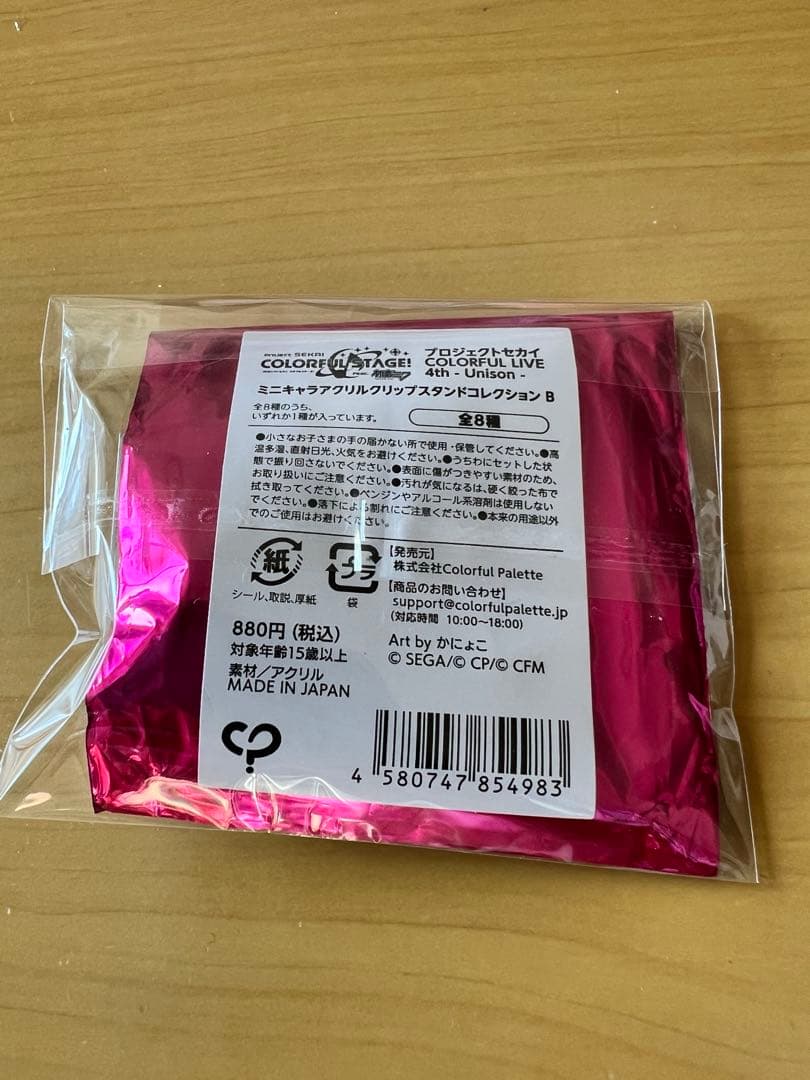 PROJECT SEKAI
COLORFUL STAGE!
feat. 初音ミク
プロジェクトセカイ
COLORFUL LIVE
4th - Unison -
ミニキャラアクリルクリップスタンドコレクション B
全8種のうち、
いずれか1種が入っています。
全8種
●小さなお子さまの手の届かない所で使用・保管してください。●高
温多湿、直射日光、火気をお避けください。●うちわにセットした状
態で振り回さないでください。●表面に傷がつきやすい素材のため、
お取り扱いにご注意ください。●汚れが気になるは、硬く絞った布で
拭き取ってください。●ベンジンやアルコール系溶剤は使用しない
でください。●落下による割れにご注意ください。●本来の用途以外
でのご使用はお避けください。
紙
シール、取説、厚紙
プラ
袋
【発売元】
株式会社Colorful Palette
【商品のお問い合わせ】
support@colorfulpalette.jp
(対応時間 10:00～18:00)
880円(税込)
対象年齢15歳以上
素材／アクリル
MADE IN JAPAN
Art by かにょこ
© SEGA/© CP/© CFM
4 580747 854983